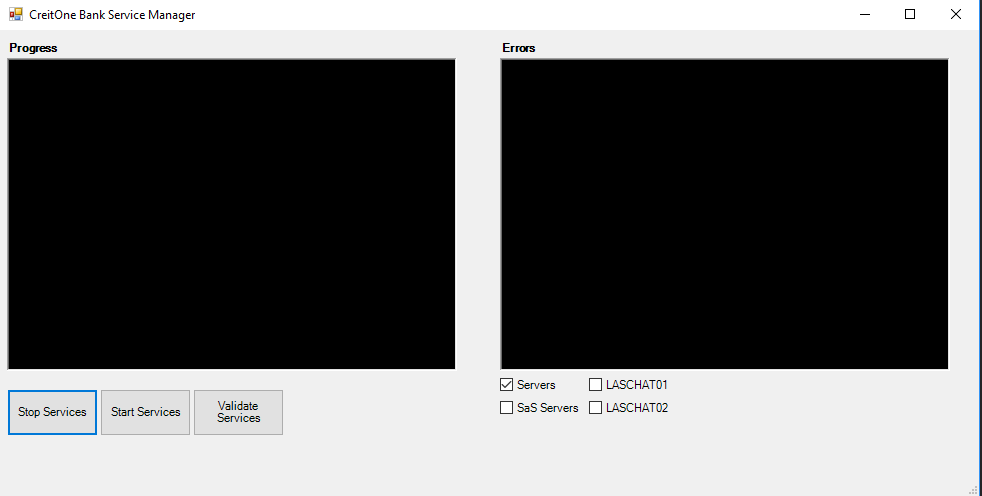 CreitOne Bank Service Manager
Progress
Errors
Servers
LASCHAT01
SaS Servers
LASCHAT02
Stop Services
Start Services
Validate
Services